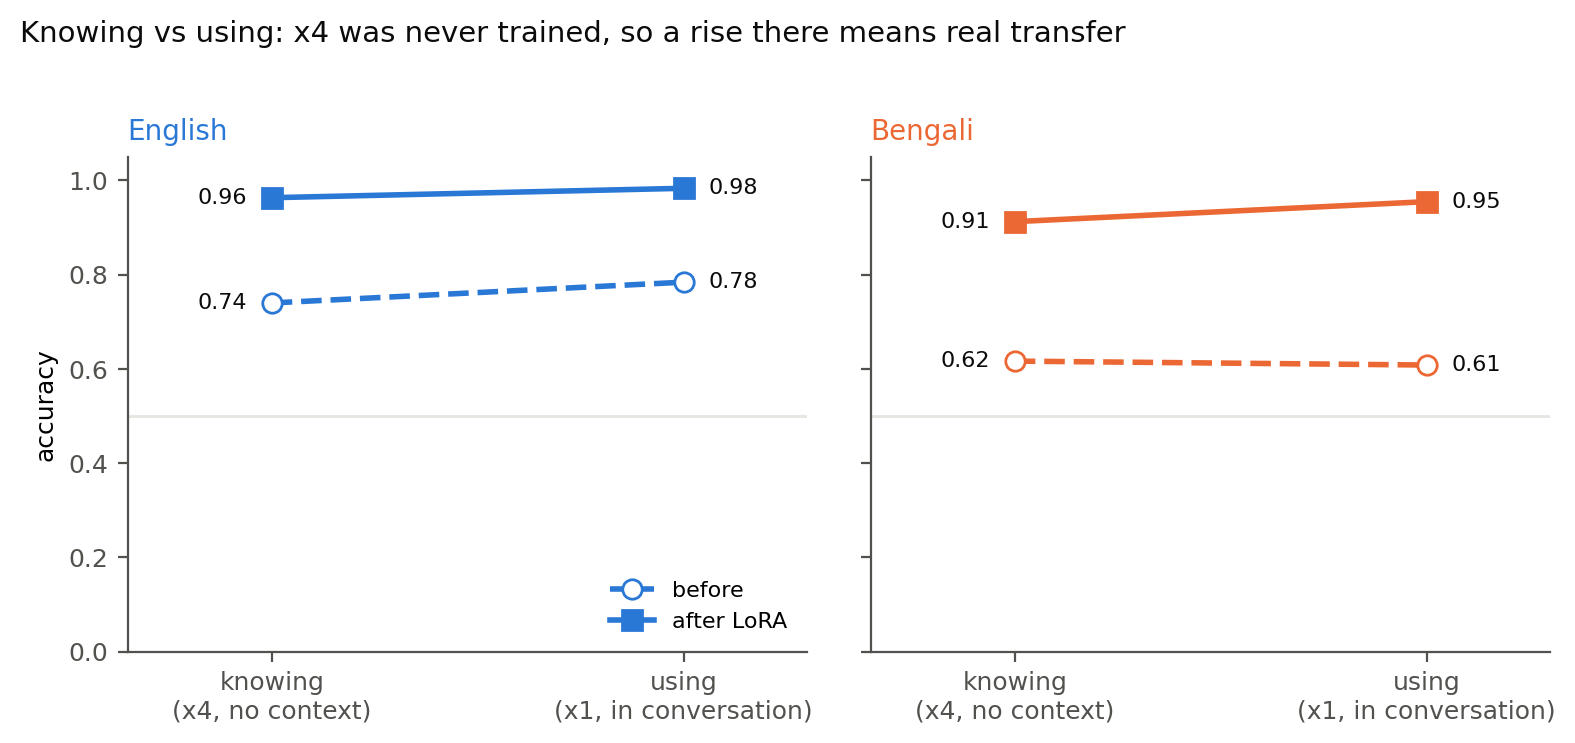 Knowing vs using: x4 was never trained, so a rise there means real transfer
English
accuracy
1.0
0.8
0.6
0.4
0.2
0.0
0.96
0.98
0.74
0.78
before
after LoRA
knowing
(x4, no context)
using
(x1, in conversation)
Bengali
0.91
0.95
0.62
0.61
knowing
(x4, no context)
using
(x1, in conversation)